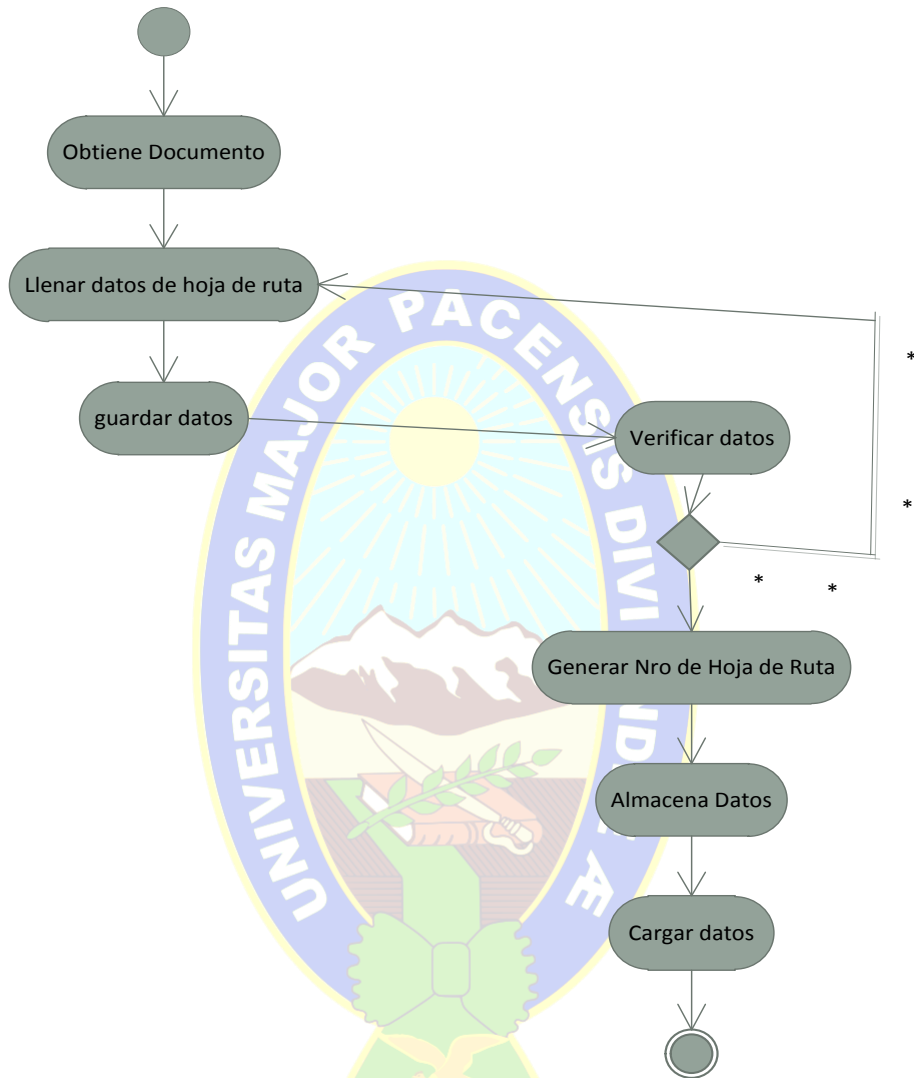 Obtiene Documento
Llenar datos de hoja de ruta
guardar datos
Verificar datos
*
*
*
*
Generar Nro de Hoja de Ruta
Almacena Datos
Cargar datos
UNIVERSITAS MAJOR PACENSIS DIVI